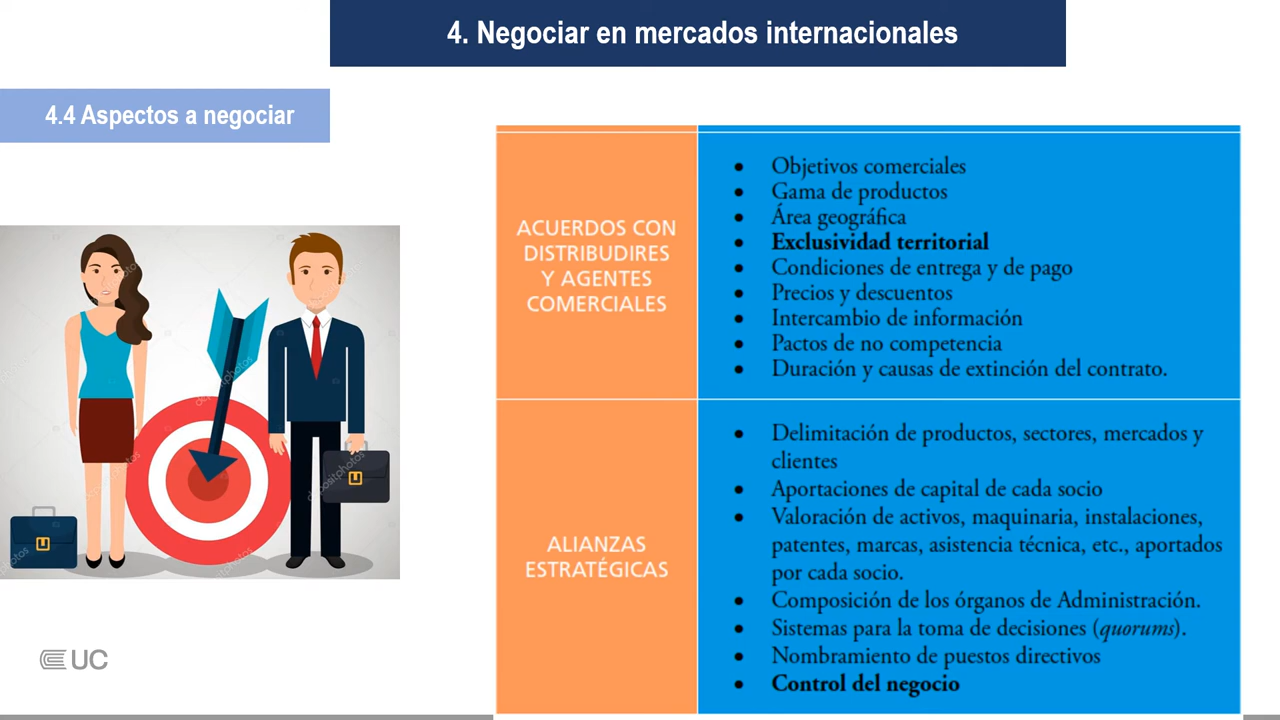 4. Negociar en mercados internacionales
4.4 Aspectos a negociar
ACUERDOS CON
DISTRIBUDIRES
Y AGENTES
COMERCIALES
• Objetivos comerciales
• Gama de productos
• Área geográfica
• Exclusividad territorial
• Condiciones de entrega y de pago
• Precios y descuentos
• Intercambio de información
• Pactos de no competencia
• Duración y causas de extinción del contrato.
ALIANZAS
ESTRATÉGICAS
• Delimitación de productos, sectores, mercados y
clientes
• Aportaciones de capital de cada socio
• Valoración de activos, maquinaria, instalaciones,
patentes, marcas, asistencia técnica, etc., aportados
por cada socio.
• Composición de los órganos de Administración.
• Sistemas para la toma de decisiones (quorums).
• Nombramiento de puestos directivos
• Control del negocio
depositphotos
UC